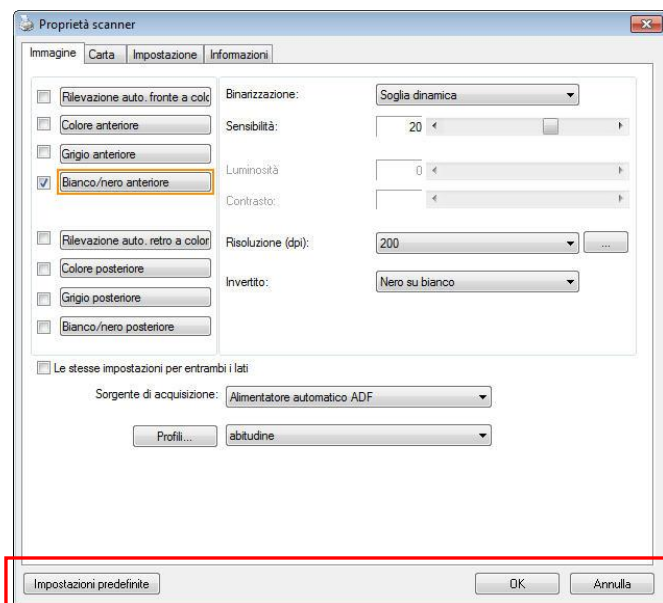 Proprietà scanner
Immagine Carta Impostazione Informazioni
Rilevazione auto. fronte a colo
Colore anteriore
Grigio anteriore
Bianco/nero anteriore
Rilevazione auto. retro a color
Colore posteriore
Grigio posteriore
Bianco/nero posteriore
Binarizzazione: Soglia dinamica
Sensibilità: 20
Luminosità 0
Contrasto:
Risoluzione (dpi): 200 ...
Invertito: Nero su bianco
Le stesse impostazioni per entrambi i lati
Sorgente di acquisizione: Alimentatore automatico ADF
Profili... abitudine
Impostazioni predefinite OK Annulla